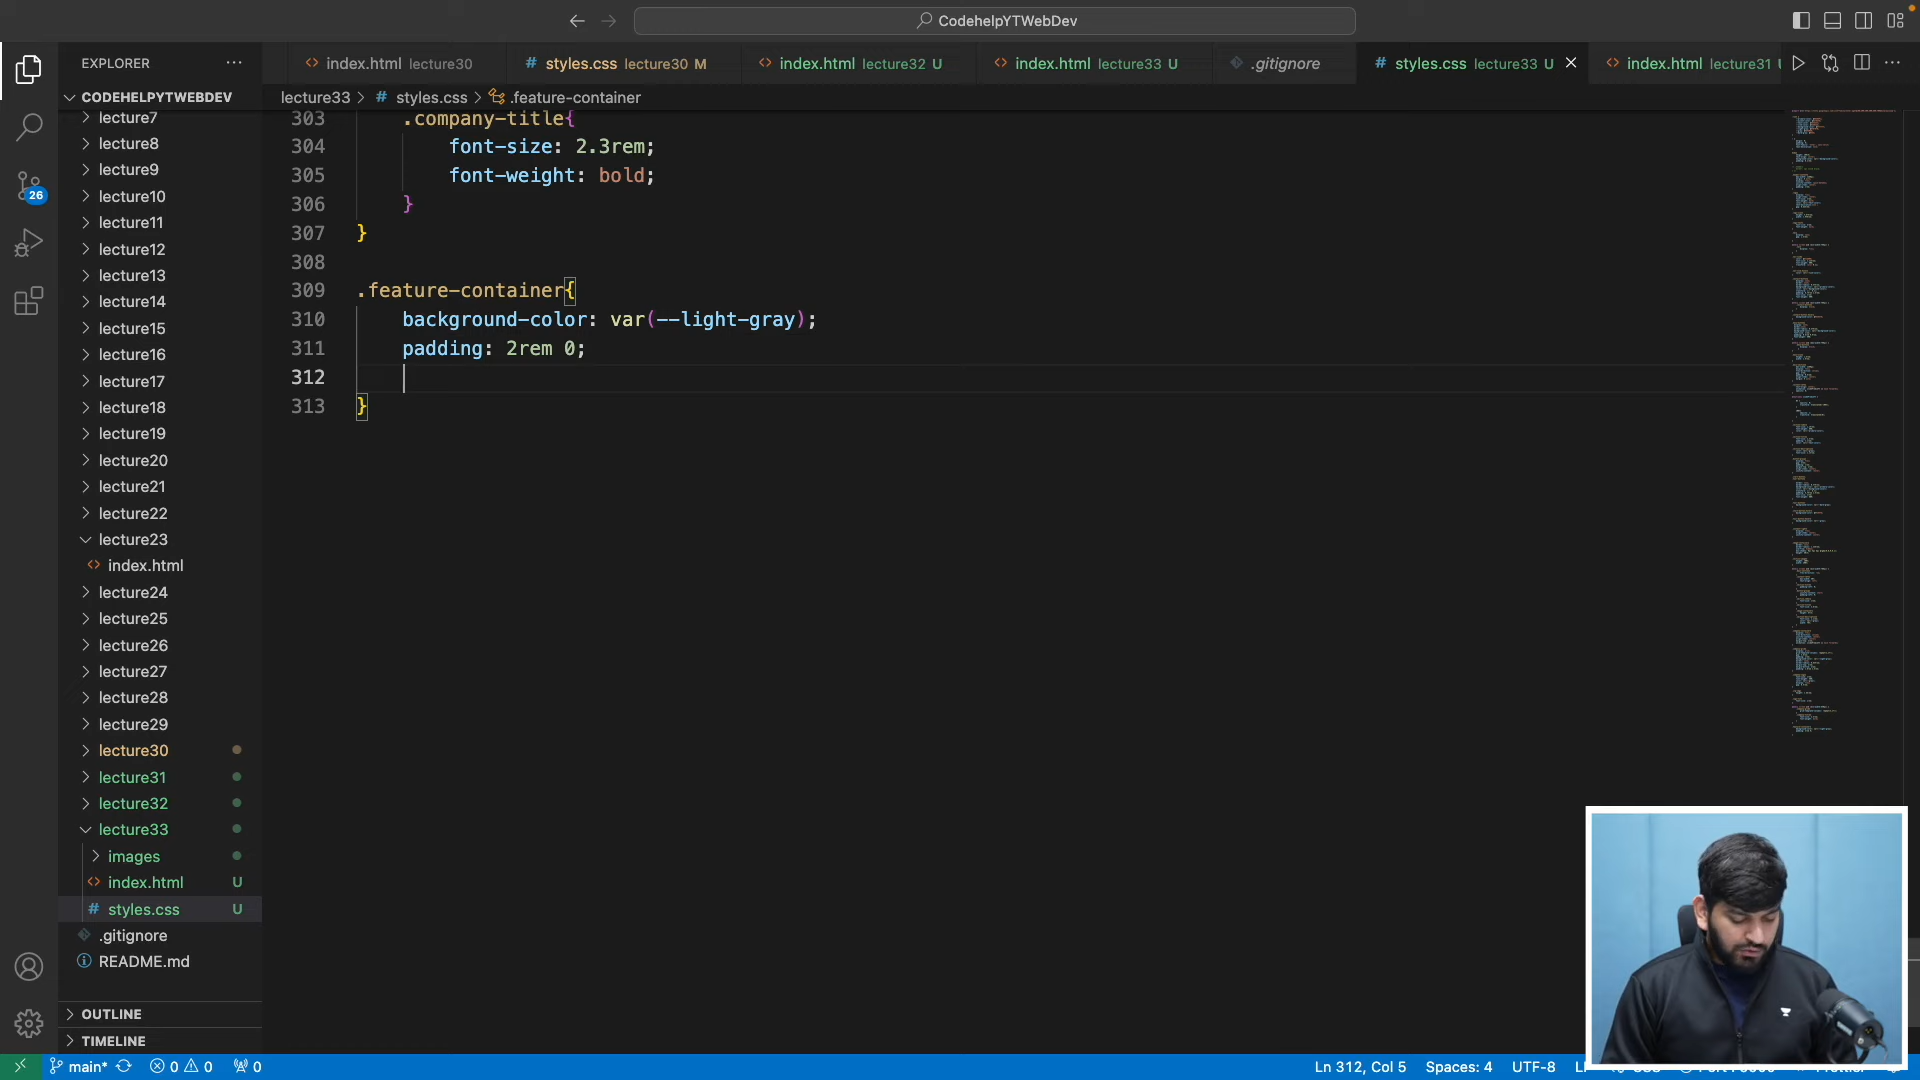 CodehelpYTWebDev
EXPLORER
index.html lecture30
# styles.css lecture30 M
index.html lecture32 U
index.html lecture33 U
.gitignore
# styles.css lecture33 U
index.html lecture31
CODEHELPYTWEBDEV
lecture33 > # styles.css > .feature-container
lecture7
lecture8
lecture9
lecture10
lecture11
lecture12
lecture13
lecture14
lecture15
lecture16
lecture17
lecture18
lecture19
lecture20
lecture21
lecture22
lecture23
index.html
lecture24
lecture25
lecture26
lecture27
lecture28
lecture29
lecture30
lecture31
lecture32
lecture33
images
index.html U
# styles.css U
.gitignore
README.md
OUTLINE
TIMELINE
26
303 .company-title{
304 font-size: 2.3rem;
305 font-weight: bold;
306 }
307 }
308
309 .feature-container{
310 background-color: var(--light-gray);
311 padding: 2rem 0;
312
313 }
main* 0 0 0
Ln 312, Col 5 Spaces: 4 UTF-8